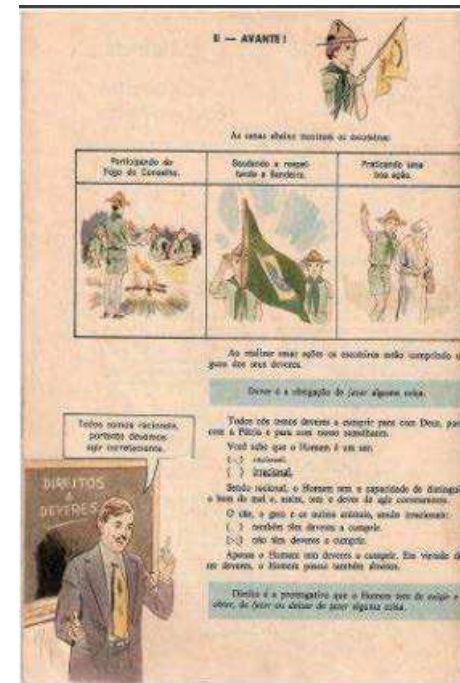 II — AVANTE!
As cenas abaixo mostram os escoteiros:
Participando do
Fogo do Conselho.
Saudando e respei-
tando a Bandeira.
Praticando uma
boa ação.
Ao realizar essas ações os escoteiros estão cumprindo
guns dos seus deveres.
Dever é a obrigação de fazer alguma coisa.
Todos somos racionais,
portanto devemos
agir corretamente.
DIREITOS
E
DEVERES
Todos nós temos deveres a cumprir para com Deus, par
com a Pátria e para com nosso semelhante.
Você sabe que o Homem é um ser:
( ) racional.
( ) irracional.
Sendo racional, o Homem tem a capacidade de distingui
o bem do mal e, assim, tem o dever de agir corretamente.
O cão, o gato e os outros animais, sendo irracionais:
( ) também têm deveres a cumprir.
( ) não têm deveres a cumprir.
Apenas o Homem tem deveres a cumprir. Em virtude d
ter deveres, o Homem possui também direitos.
Direito é a prerrogativa que o Homem tem de exigir e
obter, de fazer ou deixar de fazer alguma coisa.